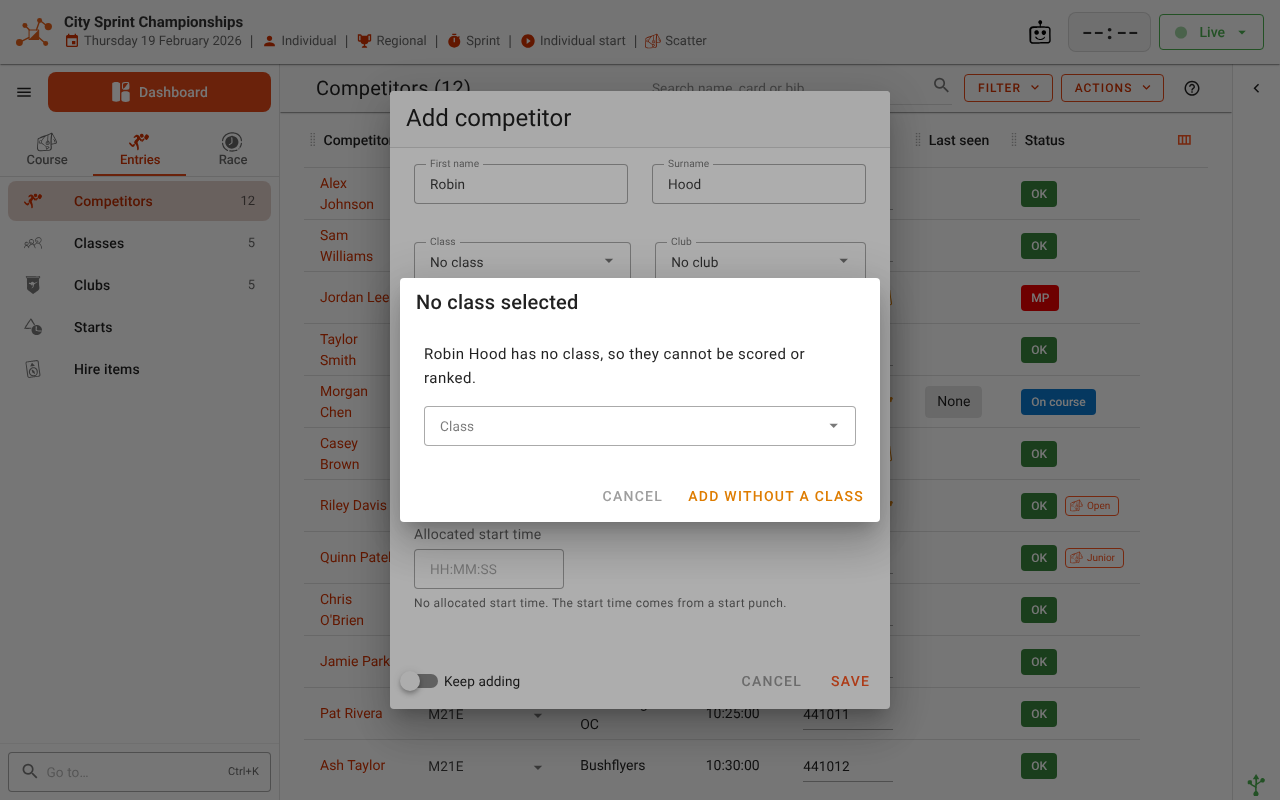 City Sprint Championships
Thursday 19 February 2026 | Individual | Regional | Sprint | Individual start | Scatter
--:--
Live
Dashboard
Course
Entries
Race
Competitors 12
Classes 5
Clubs 5
Starts
Hire items
Go to...
Ctrl+K
Competitors (12)
Search name, card or bib
FILTER
ACTIONS
Last seen
Status
Alex Johnson
OK
Sam Williams
OK
Jordan Lee
MP
Taylor Smith
OK
Morgan Chen
None
On course
Casey Brown
OK
Riley Davis
OK
Open
Quinn Patel
OK
Junior
Chris O'Brien
OK
OK
Pat Rivera
M21E
OC
10:25:00
441011
OK
Ash Taylor
M21E
Bushflyers
10:30:00
441012
OK
Add competitor
First name
Robin
Surname
Hood
Class
No class
Club
No club
No class selected
Robin Hood has no class, so they cannot be scored or
ranked.
Class
CANCEL
ADD WITHOUT A CLASS
Allocated start time
HH:MM:SS
No allocated start time. The start time comes from a start punch.
Keep adding
CANCEL
SAVE